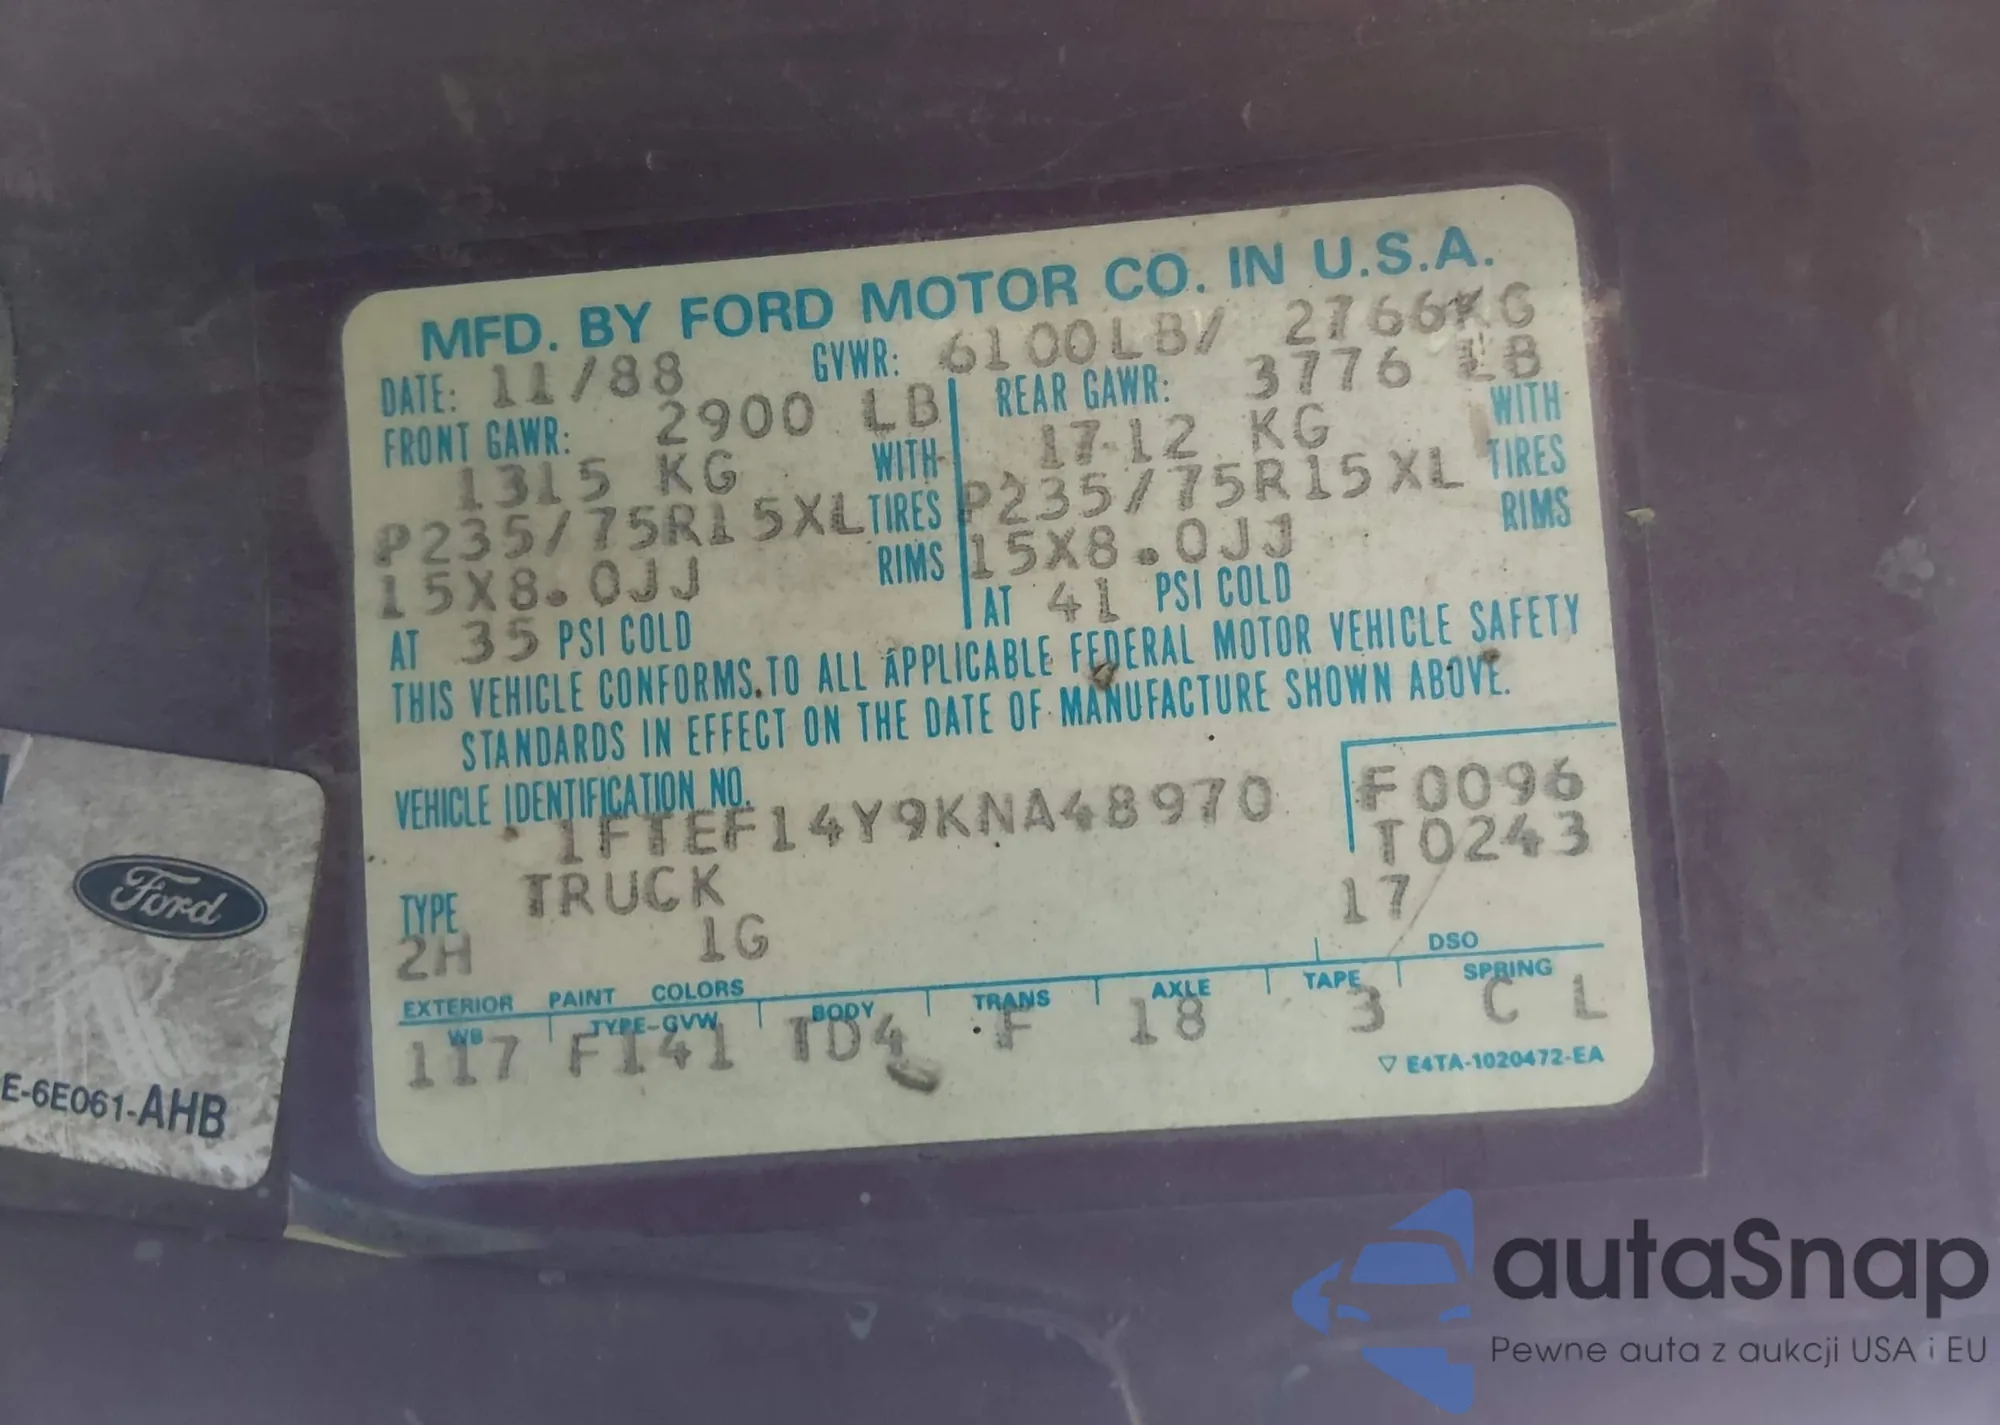 MFD. BY FORD MOTOR CO. IN U.S.A.
DATE: 11/88 GVWR: 6100LB/ 2766KG
FRONT GAWR: 2900 LB REAR GAWR: 3776 LB
1315 KG WITH 1712 KG WITH
P235/75R15XL TIRES P235/75R15XL TIRES
15X8.0JJ RIMS 15X8.0JJ RIMS
AT 35 PSI COLD AT 41 PSI COLD
THIS VEHICLE CONFORMS TO ALL APPLICABLE FEDERAL MOTOR VEHICLE SAFETY
STANDARDS IN EFFECT ON THE DATE OF MANUFACTURE SHOWN ABOVE.
VEHICLE IDENTIFICATION NO. F0096
1FTEF14Y9KNA48970 T0243
TYPE TRUCK 17
2H 1G
EXTERIOR PAINT COLORS DSO
WB TYPE-GVW BODY TRANS AXLE TAPE SPRING
117 F141 TD4 F 18 3 C L
▽ E4TA-1020472-EA
Ford
E-6E061-AHB
autaSnap
Pewne auta z aukcji USA i EU